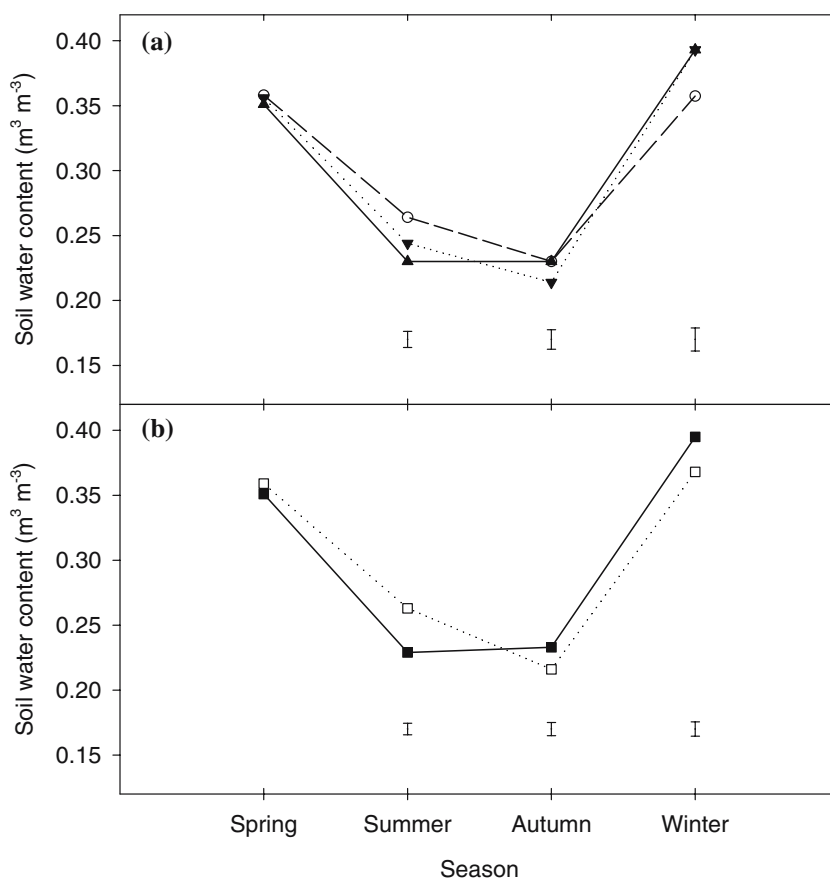 (a)
0.40
0.35
0.30
0.25
0.20
0.15
Soil water content (m³ m⁻³)
(b)
0.40
0.35
0.30
0.25
0.20
0.15
Soil water content (m³ m⁻³)
Spring Summer Autumn Winter
Season